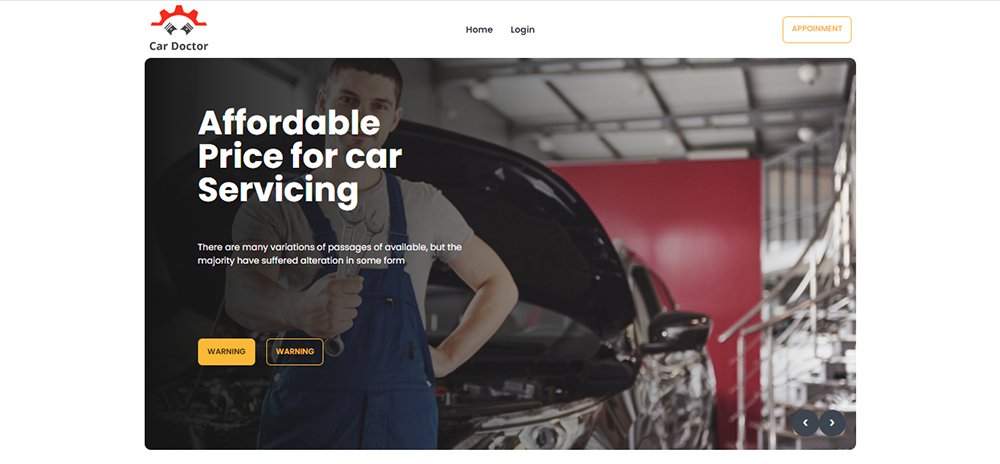 Car Doctor
Home
Login
APPOINMENT
Affordable
Price for car
Servicing
There are many variations of passages of available, but the
majority have suffered alteration in some form
WARNING
WARNING